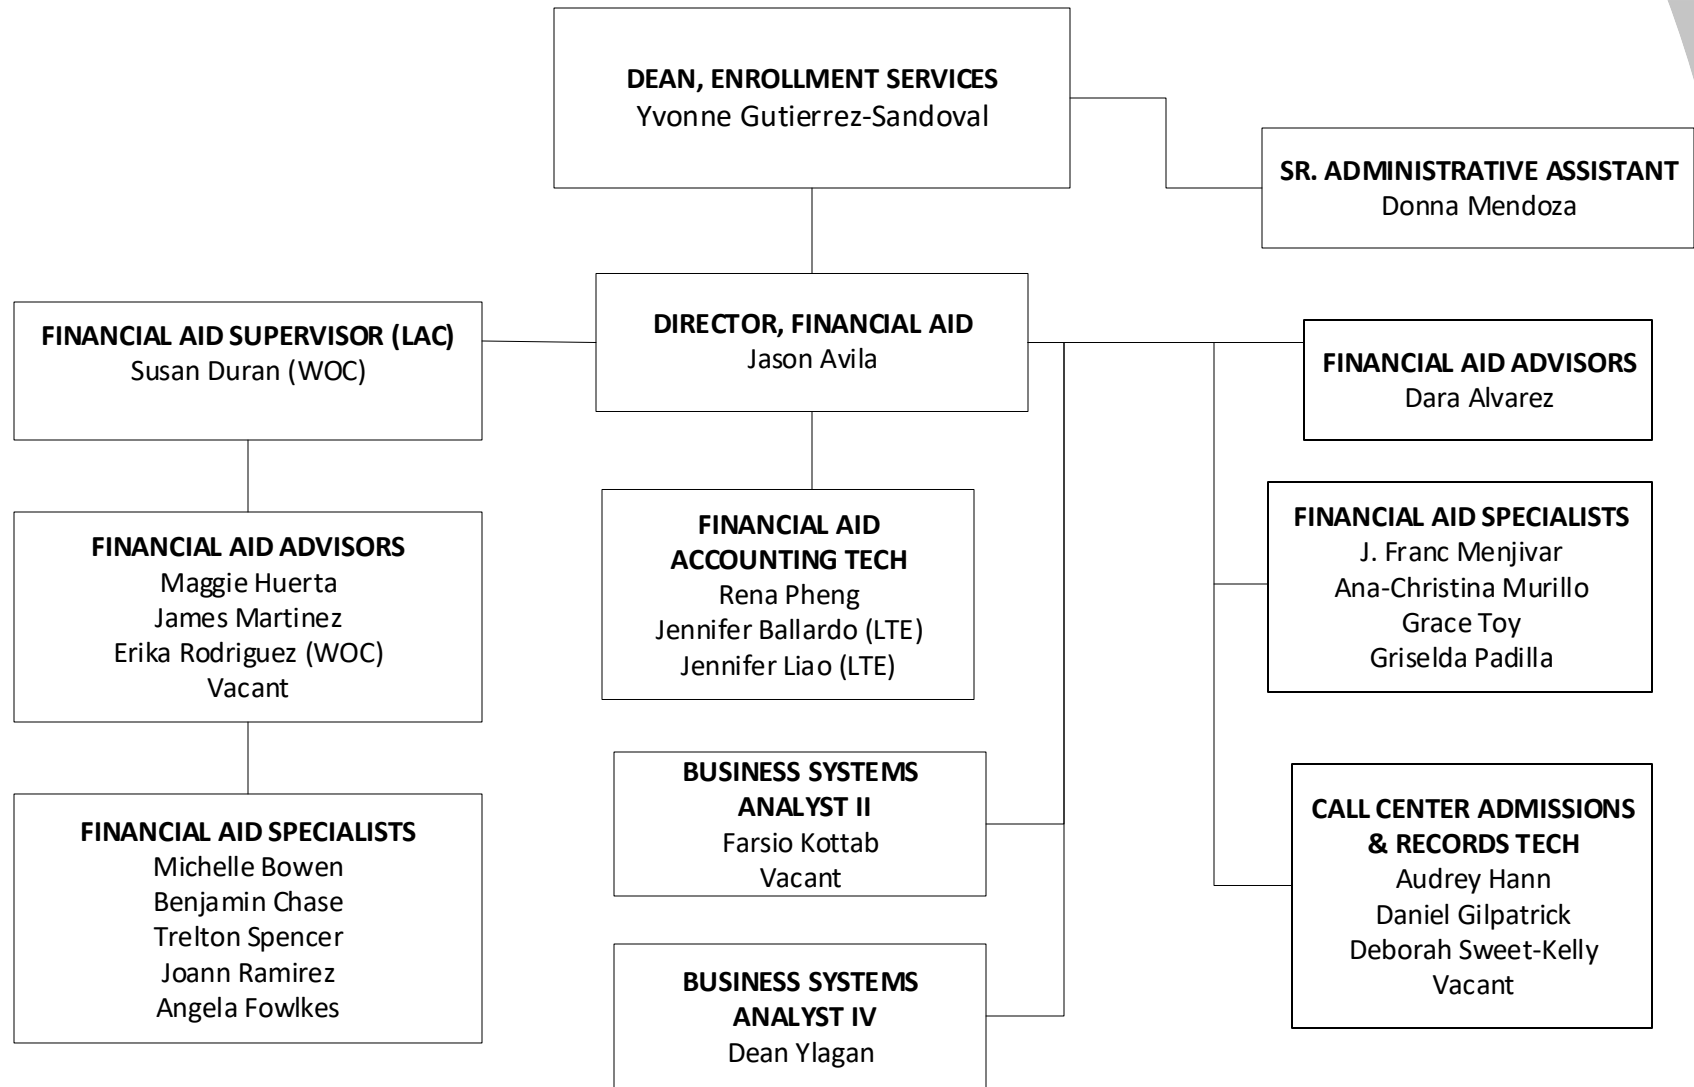 DEAN, ENROLLMENT SERVICES
Yvonne Gutierrez-Sandoval
SR. ADMINISTRATIVE ASSISTANT
Donna Mendoza
FINANCIAL AID SUPERVISOR (LAC)
Susan Duran (WOC)
DIRECTOR, FINANCIAL AID
Jason Avila
FINANCIAL AID ADVISORS
Dara Alvarez
FINANCIAL AID ADVISORS
Maggie Huerta
James Martinez
Erika Rodriguez (WOC)
Vacant
FINANCIAL AID
ACCOUNTING TECH
Rena Pheng
Jennifer Ballardo (LTE)
Jennifer Liao (LTE)
FINANCIAL AID SPECIALISTS
J. Franc Menjivar
Ana-Christina Murillo
Grace Toy
Griselda Padilla
FINANCIAL AID SPECIALISTS
Michelle Bowen
Benjamin Chase
Trelton Spencer
Joann Ramirez
Angela Fowlkes
BUSINESS SYSTEMS
ANALYST II
Farsio Kottab
Vacant
CALL CENTER ADMISSIONS
& RECORDS TECH
Audrey Hann
Daniel Gilpatrick
Deborah Sweet-Kelly
Vacant
BUSINESS SYSTEMS
ANALYST IV
Dean Ylagan